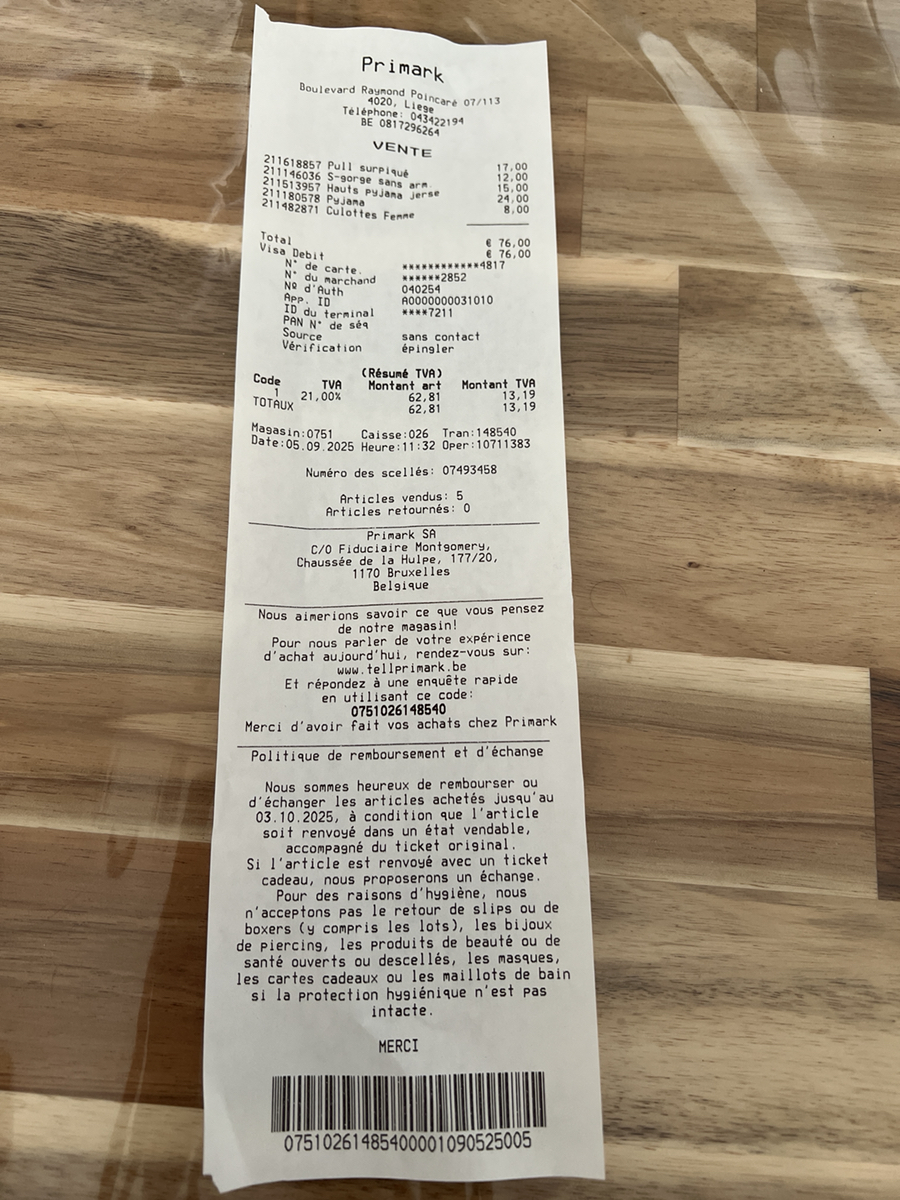 Primark
Boulevard Raymond Poincaré 07/113
4020, Liege
Téléphone: 043422194
BE 0817296264
VENTE
211618857 Pull surpiqué 17,00
211146036 S-gorge sans arm. 12,00
211513957 Hauts pyjama jerse 15,00
211180578 Pyjama 24,00
211482871 Culottes Femme 8,00
Total € 76,00
Visa Debit € 76,00
N° de carte. ************4817
N° du marchand ******2852
Nº d'Auth 040254
App. ID A0000000031010
ID du terminal ****7211
PAN N° de séq
Source sans contact
Vérification épingler
(Résumé TVA)
Code TVA Montant art Montant TVA
1 21,00% 62,81 13,19
TOTAUX 62,81 13,19
Magasin:0751 Caisse:026 Tran:148540
Date:05.09.2025 Heure:11:32 Oper:10711383
Numéro des scellés: 07493458
Articles vendus: 5
Articles retournés: 0
Primark SA
C/O Fiduciaire Montgomery,
Chaussée de la Hulpe, 177/20,
1170 Bruxelles
Belgique
Nous aimerions savoir ce que vous pensez
de notre magasin!
Pour nous parler de votre expérience
d'achat aujourd'hui, rendez-vous sur:
www.tellprimark.be
Et répondez à une enquête rapide
en utilisant ce code:
0751026148540
Merci d'avoir fait vos achats chez Primark
Politique de remboursement et d'échange
Nous sommes heureux de rembourser ou
d'échanger les articles achetés jusqu'au
03.10.2025, à condition que l'article
soit renvoyé dans un état vendable,
accompagné du ticket original.
Si l'article est renvoyé avec un ticket
cadeau, nous proposerons un échange.
Pour des raisons d'hygiène, nous
n'acceptons pas le retour de slips ou de
boxers (y compris les lots), les bijoux
de piercing, les produits de beauté ou de
santé ouverts ou descellés, les masques,
les cartes cadeaux ou les maillots de bain
si la protection hygiénique n'est pas
intacte.
MERCI
07510261485400001090525005